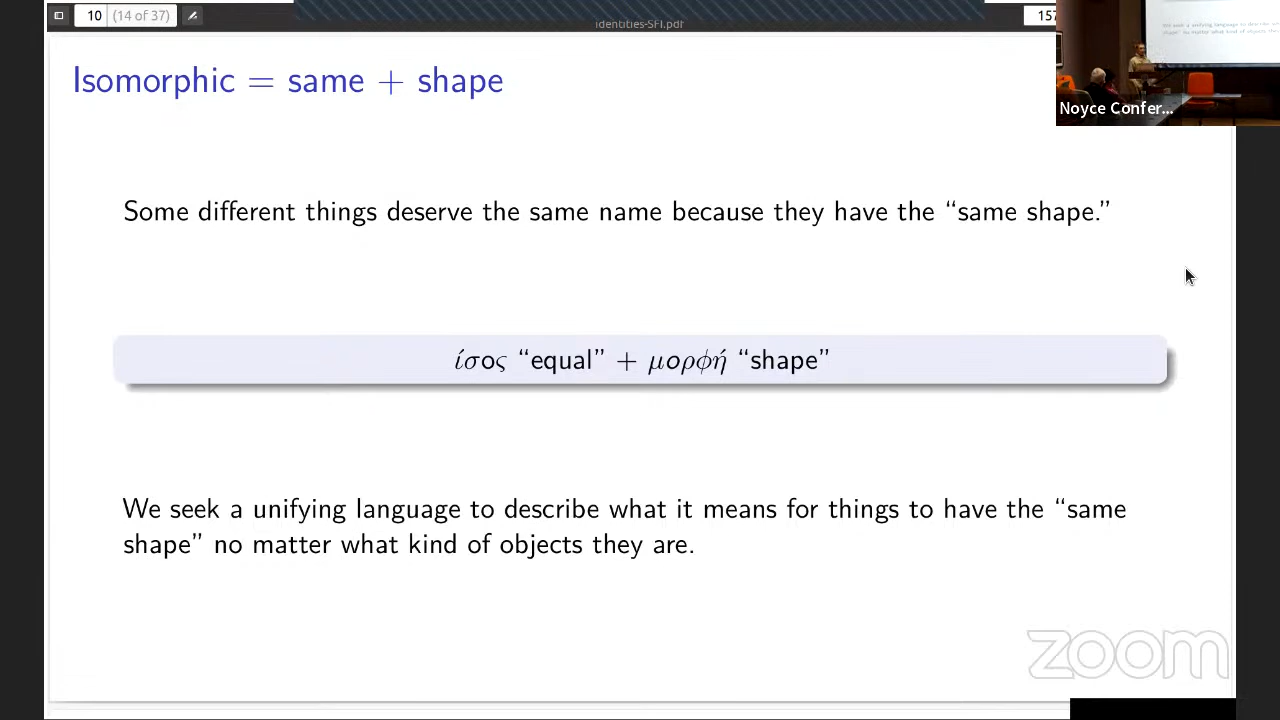 10 (14 of 37)
157
identities-SFI.pdf
Isomorphic = same + shape
Noyce Confer...
Some different things deserve the same name because they have the “same shape.”
ίσος “equal” + μορφή “shape”
We seek a unifying language to describe what it means for things to have the “same
shape” no matter what kind of objects they are.
zoom